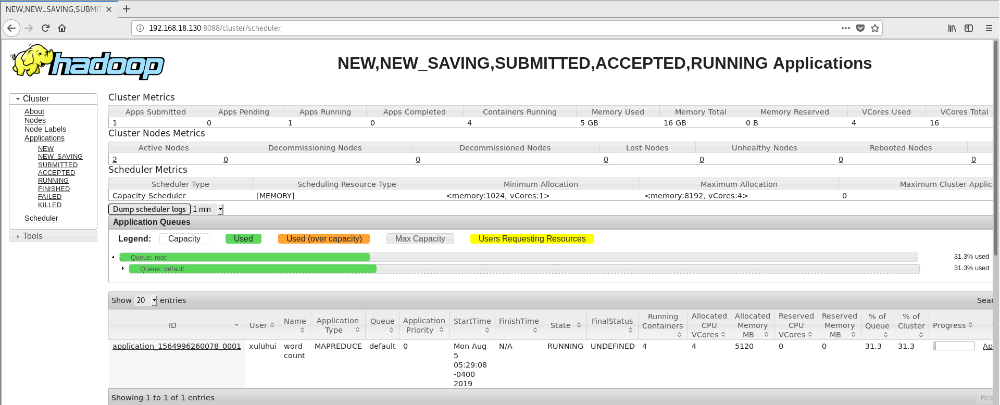 NEW,NEW_SAVING,SUBMIT
192.168.18.130:8088/cluster/scheduler
hadoop
NEW,NEW_SAVING,SUBMITTED,ACCEPTED,RUNNING Applications
Cluster
About
Nodes
Node Labels
Applications
NEW
NEW_SAVING
SUBMITTED
ACCEPTED
RUNNING
FINISHED
FAILED
KILLED
Scheduler
Tools
Cluster Metrics
Apps Submitted Apps Pending Apps Running Apps Completed Containers Running Memory Used Memory Total Memory Reserved VCores Used VCores Total
1 0 1 0 4 5 GB 16 GB 0 B 4 16
Cluster Nodes Metrics
Active Nodes Decommissioning Nodes Decommissioned Nodes Lost Nodes Unhealthy Nodes Rebooted Nodes
2 0 0 0 0 0 0
Scheduler Metrics
Scheduler Type Scheduling Resource Type Minimum Allocation Maximum Allocation Maximum Cluster Applic
Capacity Scheduler [MEMORY] <memory:1024, vCores:1> <memory:8192, vCores:4> 0
Dump scheduler logs 1 min
Application Queues
Legend: Capacity Used Used (over capacity) Max Capacity Users Requesting Resources
Queue: root 31.3% used
Queue: default 31.3% used
Show 20 entries Sear
ID User Name Application Type Queue Application Priority StartTime FinishTime State FinalStatus Running Containers Allocated CPU VCores Allocated Memory MB Reserved CPU VCores Reserved Memory MB % of Queue % of Cluster Progress
application_1564996260078_0001 xuluhui word count MAPREDUCE default 0 Mon Aug 5 05:29:08 -0400 2019 N/A RUNNING UNDEFINED 4 4 5120 0 0 31.3 31.3 Ap
Showing 1 to 1 of 1 entries Firs